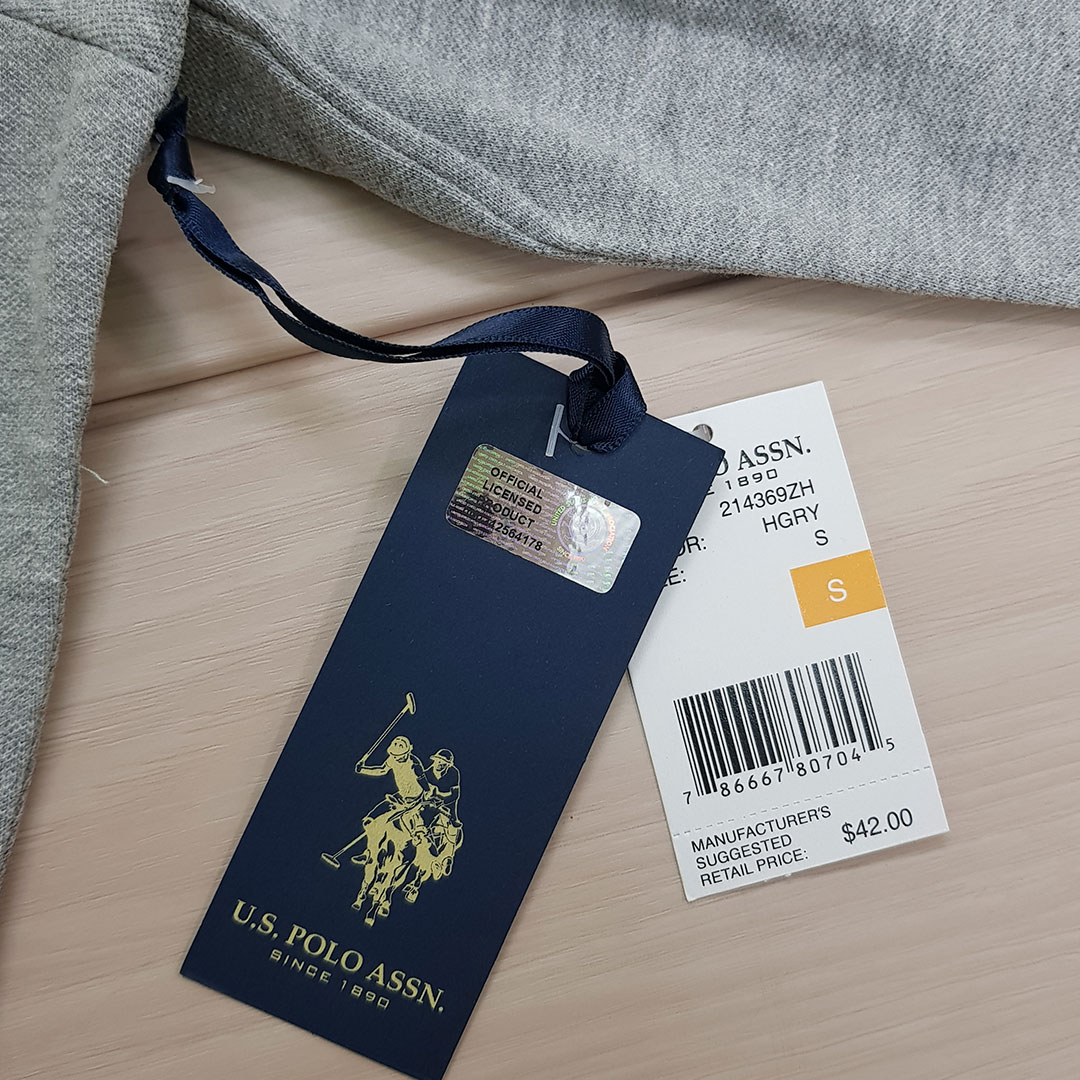 OFFICIAL
LICENSED
PRODUCT
U.S. POLO ASSN.
SINCE 1890
ASSN.
1890
214369ZH
HGRY
S
S
7 86667 80704 5
MANUFACTURER'S
SUGGESTED
RETAIL PRICE:
$42.00